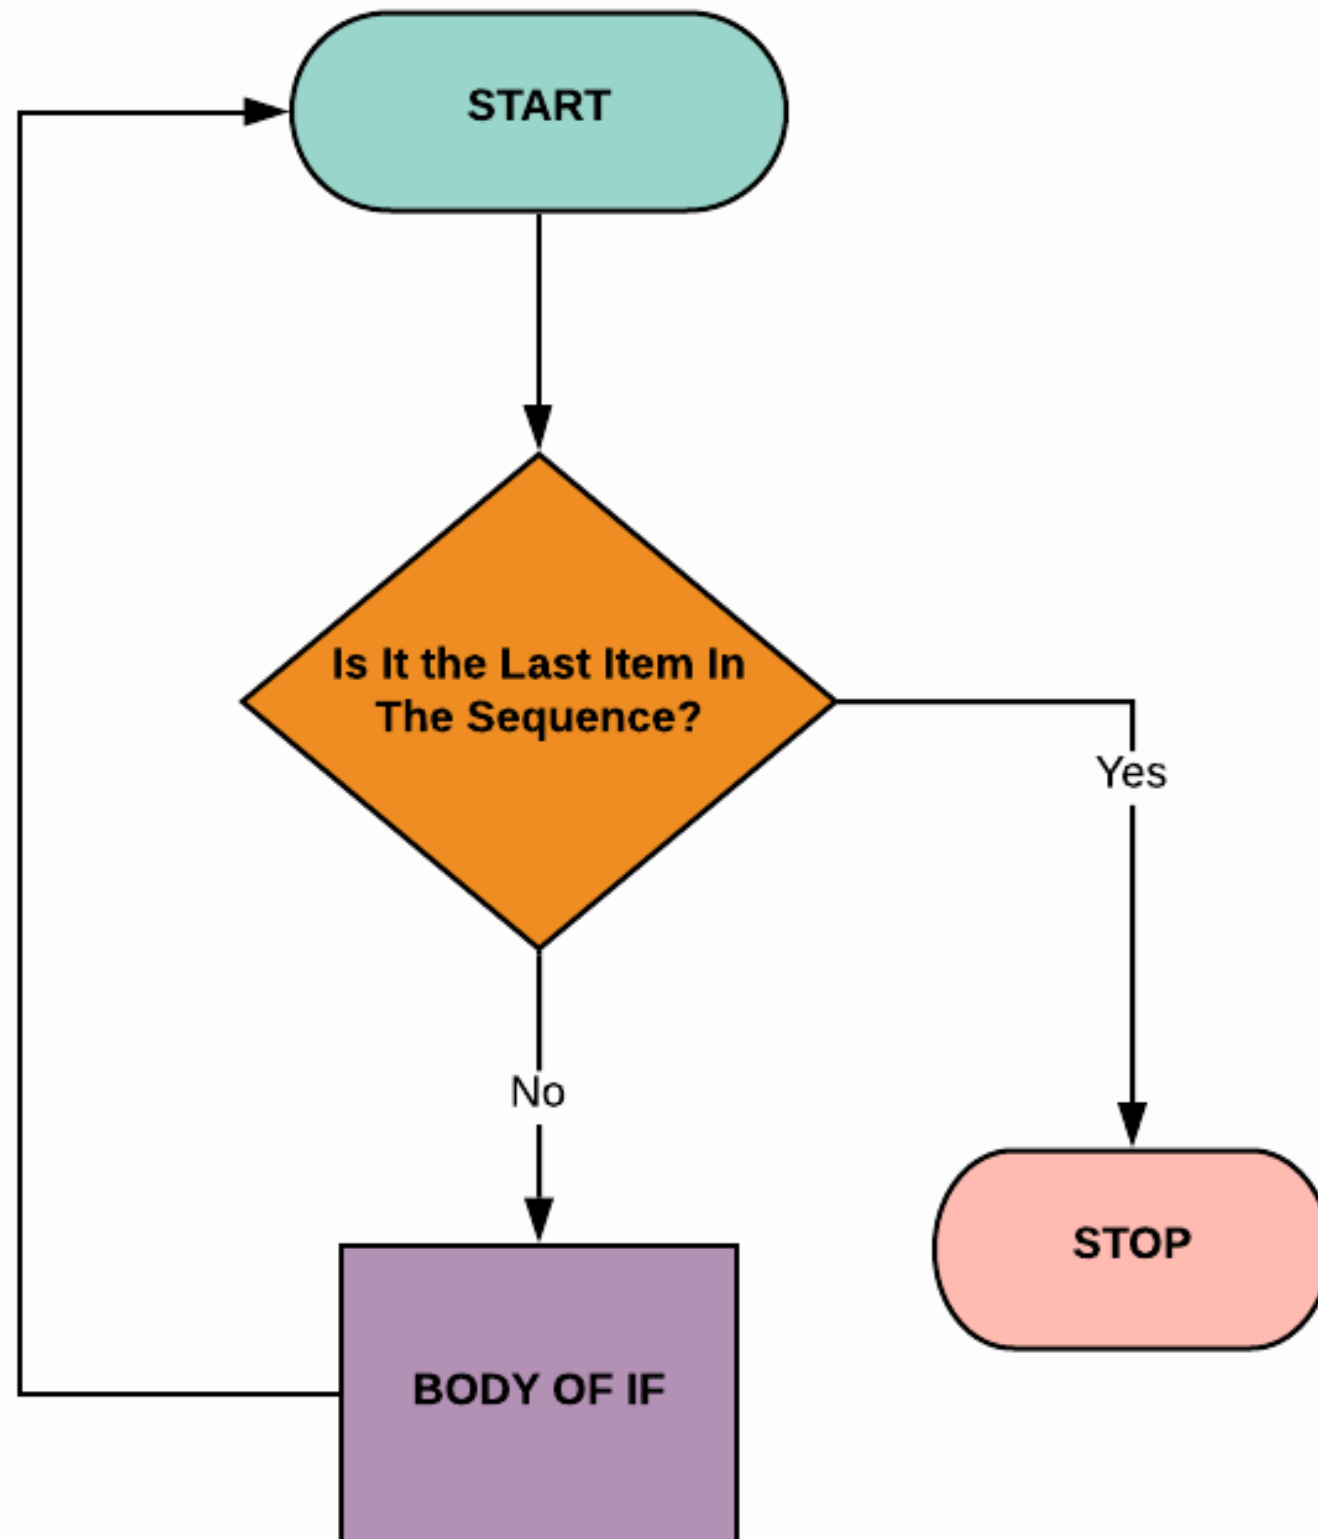 START
Is It the Last Item In
The Sequence?
Yes
No
STOP
BODY OF IF